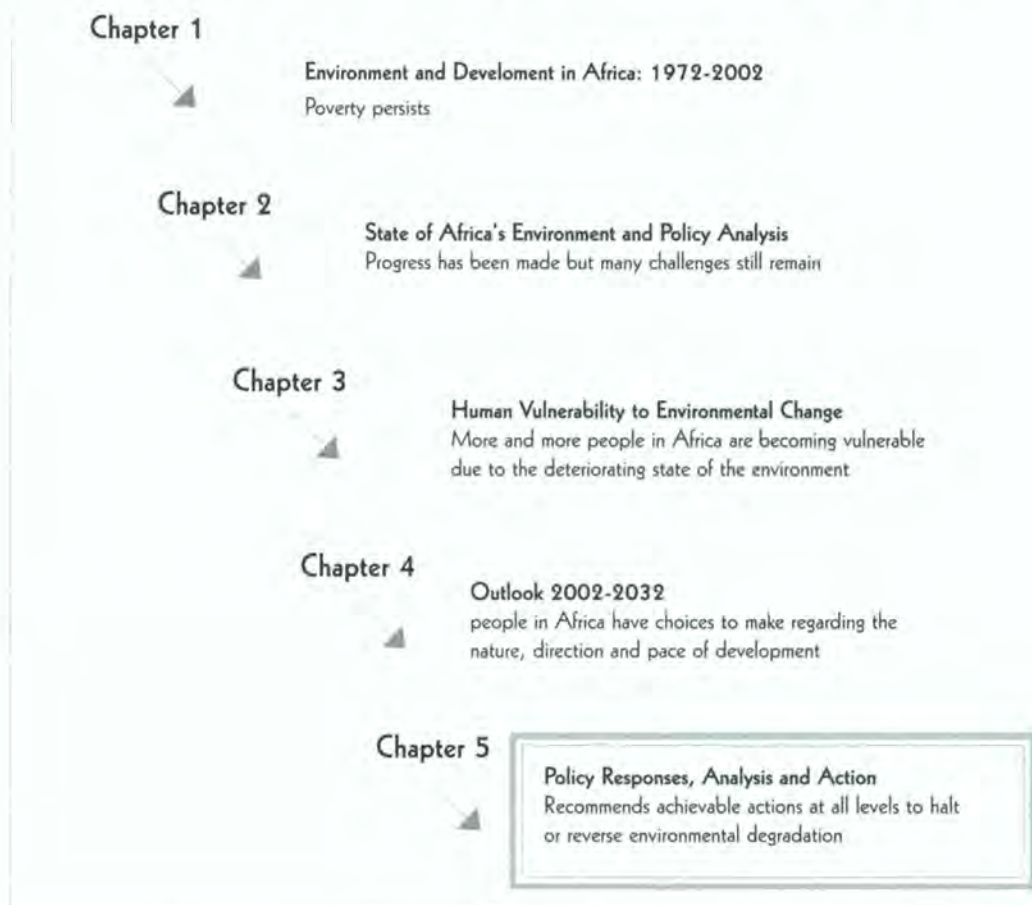 Chapter 1
Environment and Develoment in Africa: 1972-2002
Poverty persists
Chapter 2
State of Africa's Environment and Policy Analysis
Progress has been made but many challenges still remain
Chapter 3
Human Vulnerability to Environmental Change
More and more people in Africa are becoming vulnerable
due to the deteriorating state of the environment
Chapter 4
Outlook 2002-2032
people in Africa have choices to make regarding the
nature, direction and pace of development
Chapter 5
Policy Responses, Analysis and Action
Recommends achievable actions at all levels to halt
or reverse environmental degradation